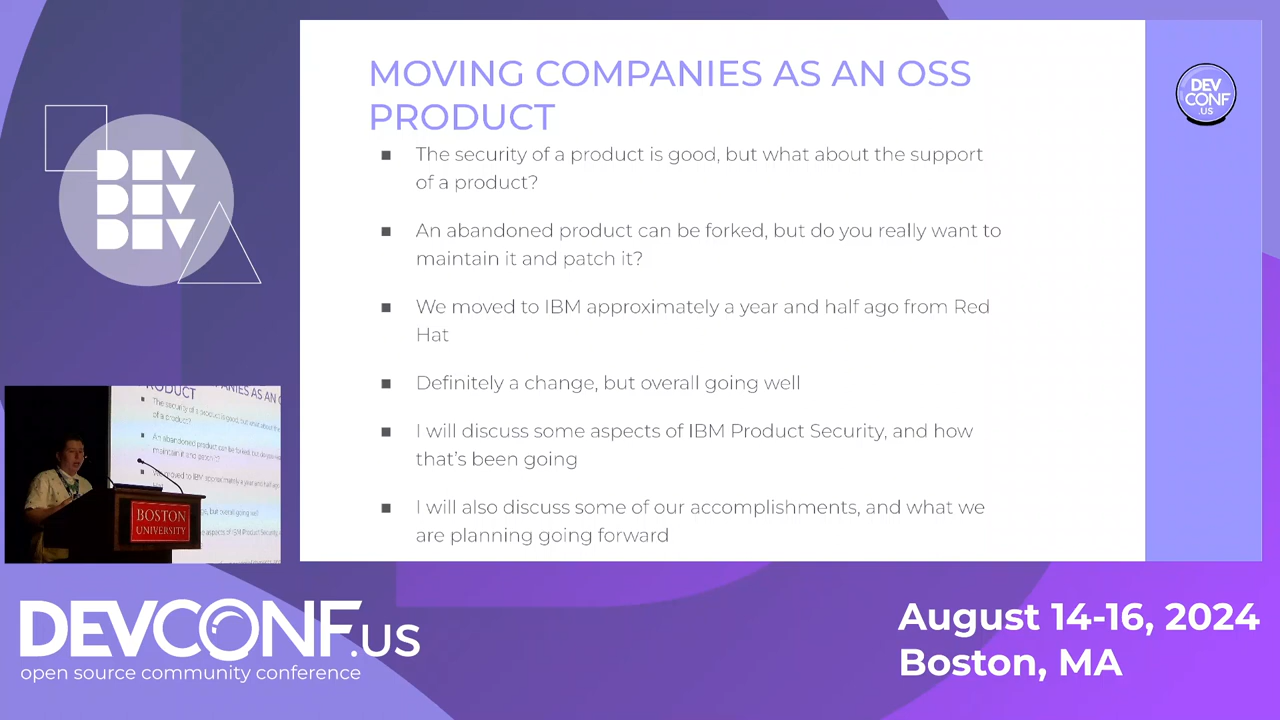 MOVING COMPANIES AS AN OSS
PRODUCT
■ The security of a product is good, but what about the support
of a product?
■ An abandoned product can be forked, but do you really want to
maintain it and patch it?
■ We moved to IBM approximately a year and half ago from Red
Hat
■ Definitely a change, but overall going well
■ I will discuss some aspects of IBM Product Security, and how
that's been going
■ I will also discuss some of our accomplishments, and what we
are planning going forward
DEV
CONF
.US
DEV
DEV
DEV
BOSTON
UNIVERSITY
DEVCONF.US
open source community conference
August 14-16, 2024
Boston, MA